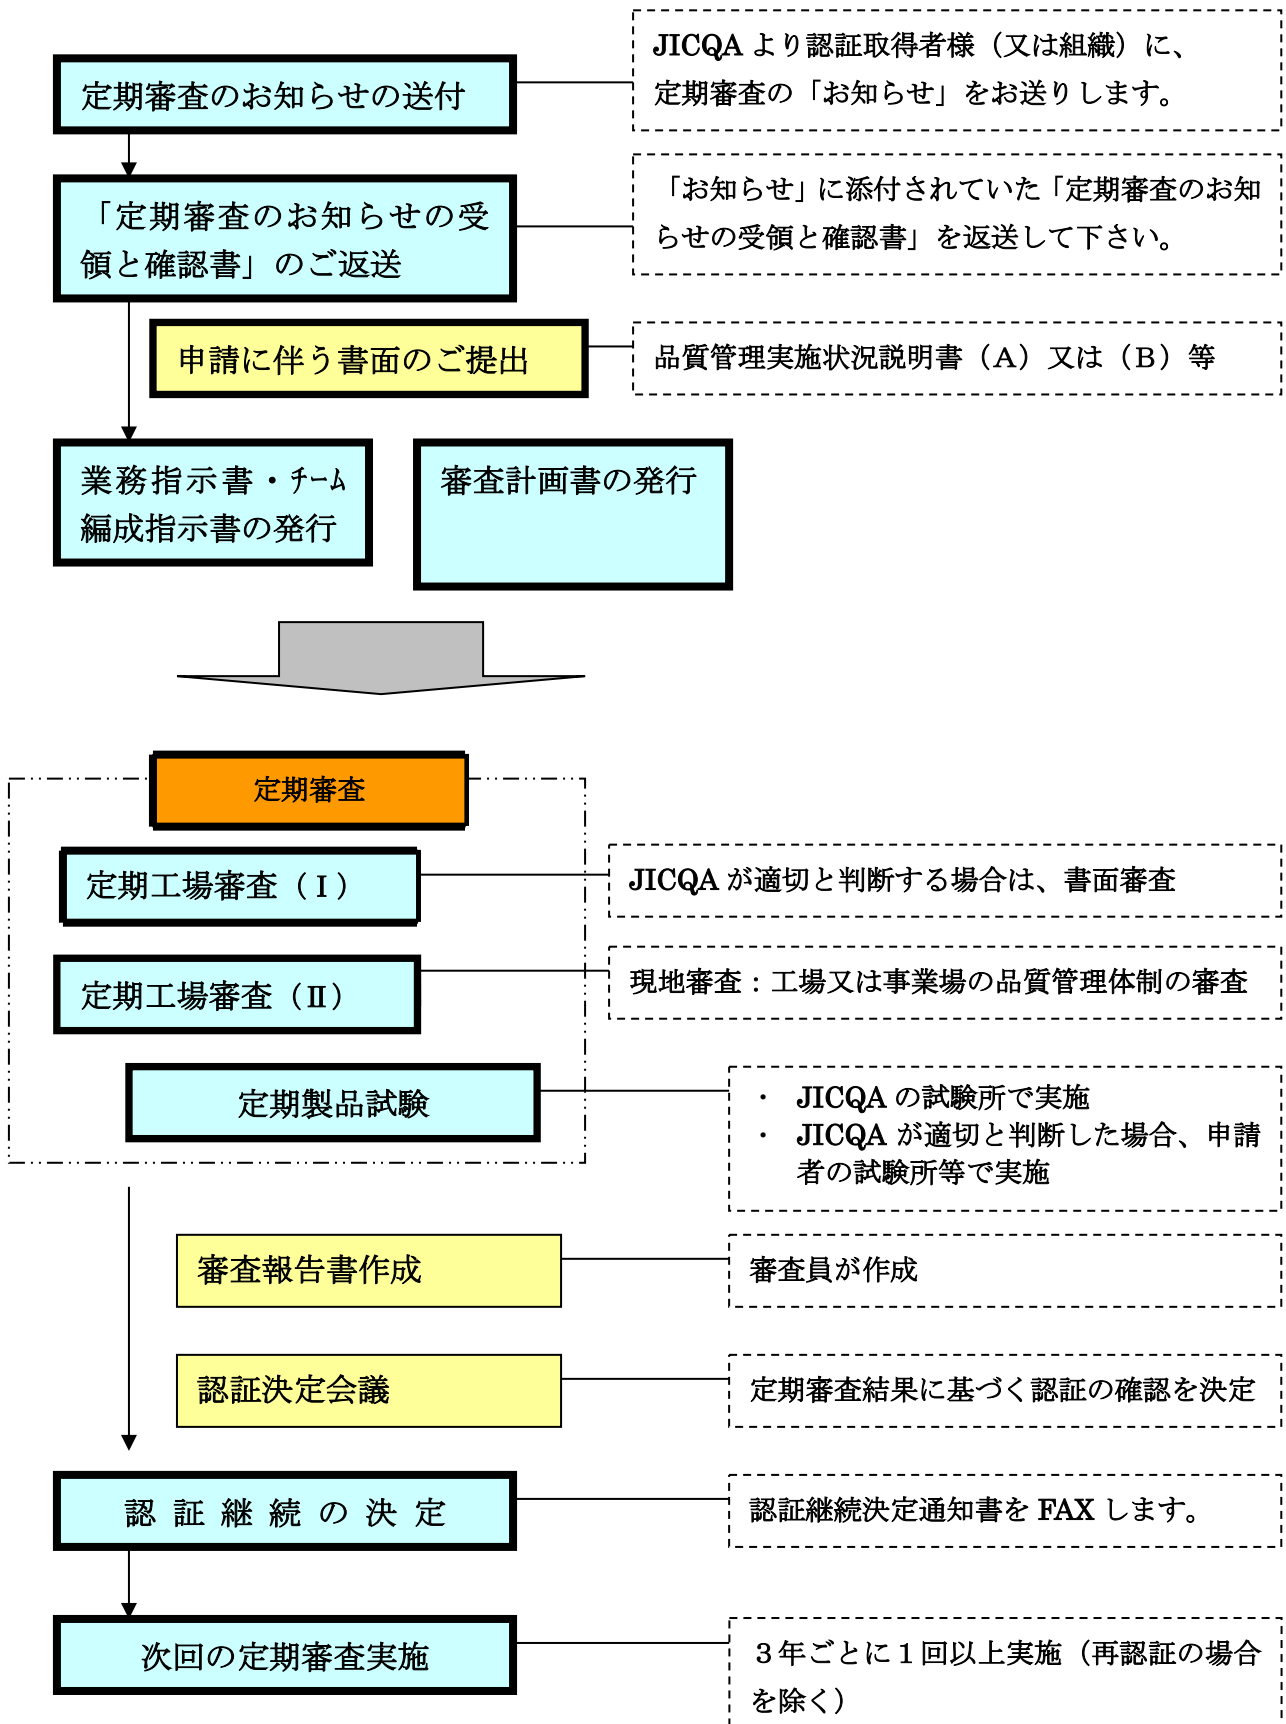 定期審査のお知らせの送付
JICQA より認証取得者様（又は組織）に、
定期審査の「お知らせ」をお送りします。
「定期審査のお知らせの受
領と確認書」のご返送
「お知らせ」に添付されていた「定期審査のお知
らせの受領と確認書」を返送して下さい。
申請に伴う書面のご提出
品質管理実施状況説明書（Ａ）又は（Ｂ）等
業務指示書・ﾁｰﾑ
編成指示書の発行
審査計画書の発行
定期審査
定期工場審査（Ⅰ）
JICQA が適切と判断する場合は、書面審査
定期工場審査（Ⅱ）
現地審査：工場又は事業場の品質管理体制の審査
定期製品試験
・ JICQA の試験所で実施
・ JICQA が適切と判断した場合、申請
者の試験所等で実施
審査報告書作成
審査員が作成
認証決定会議
定期審査結果に基づく認証の確認を決定
認 証 継 続 の 決 定
認証継続決定通知書を FAX します。
次回の定期審査実施
３年ごとに１回以上実施（再認証の場合
を除く）